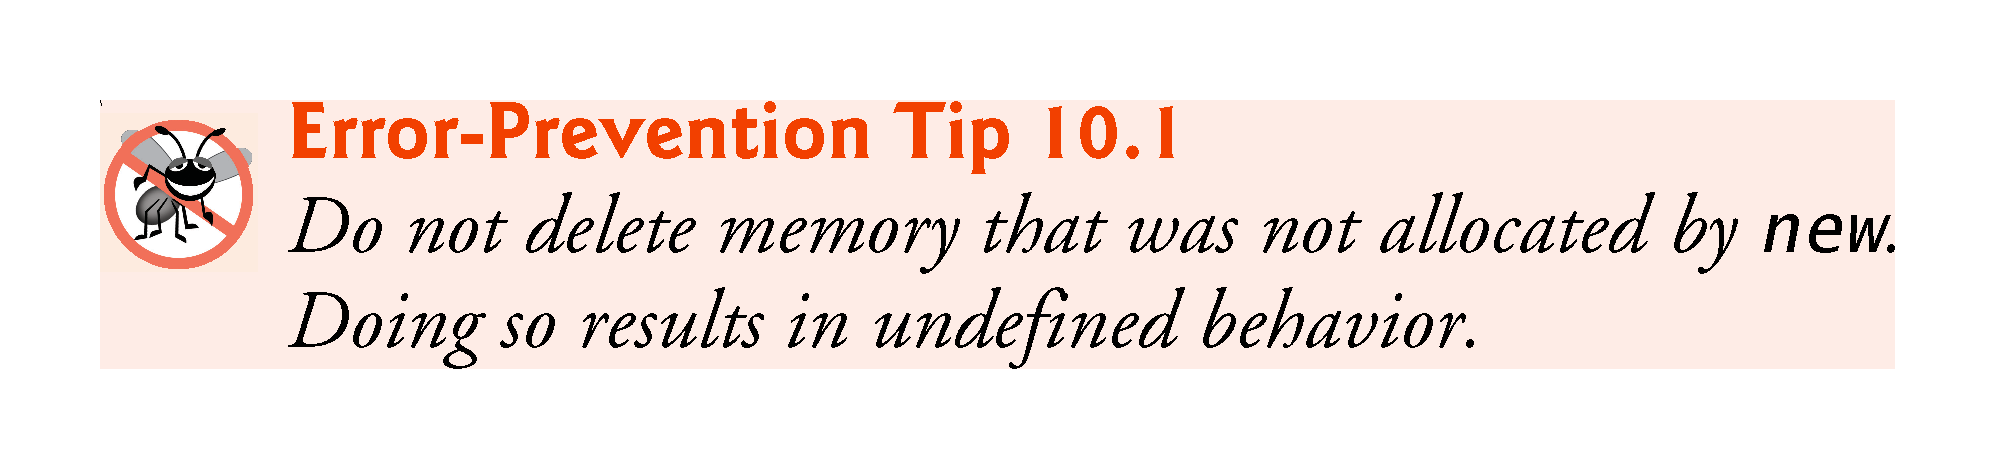 Error-Prevention Tip 10.1
Do not delete memory that was not allocated by new.
Doing so results in undefined behavior.